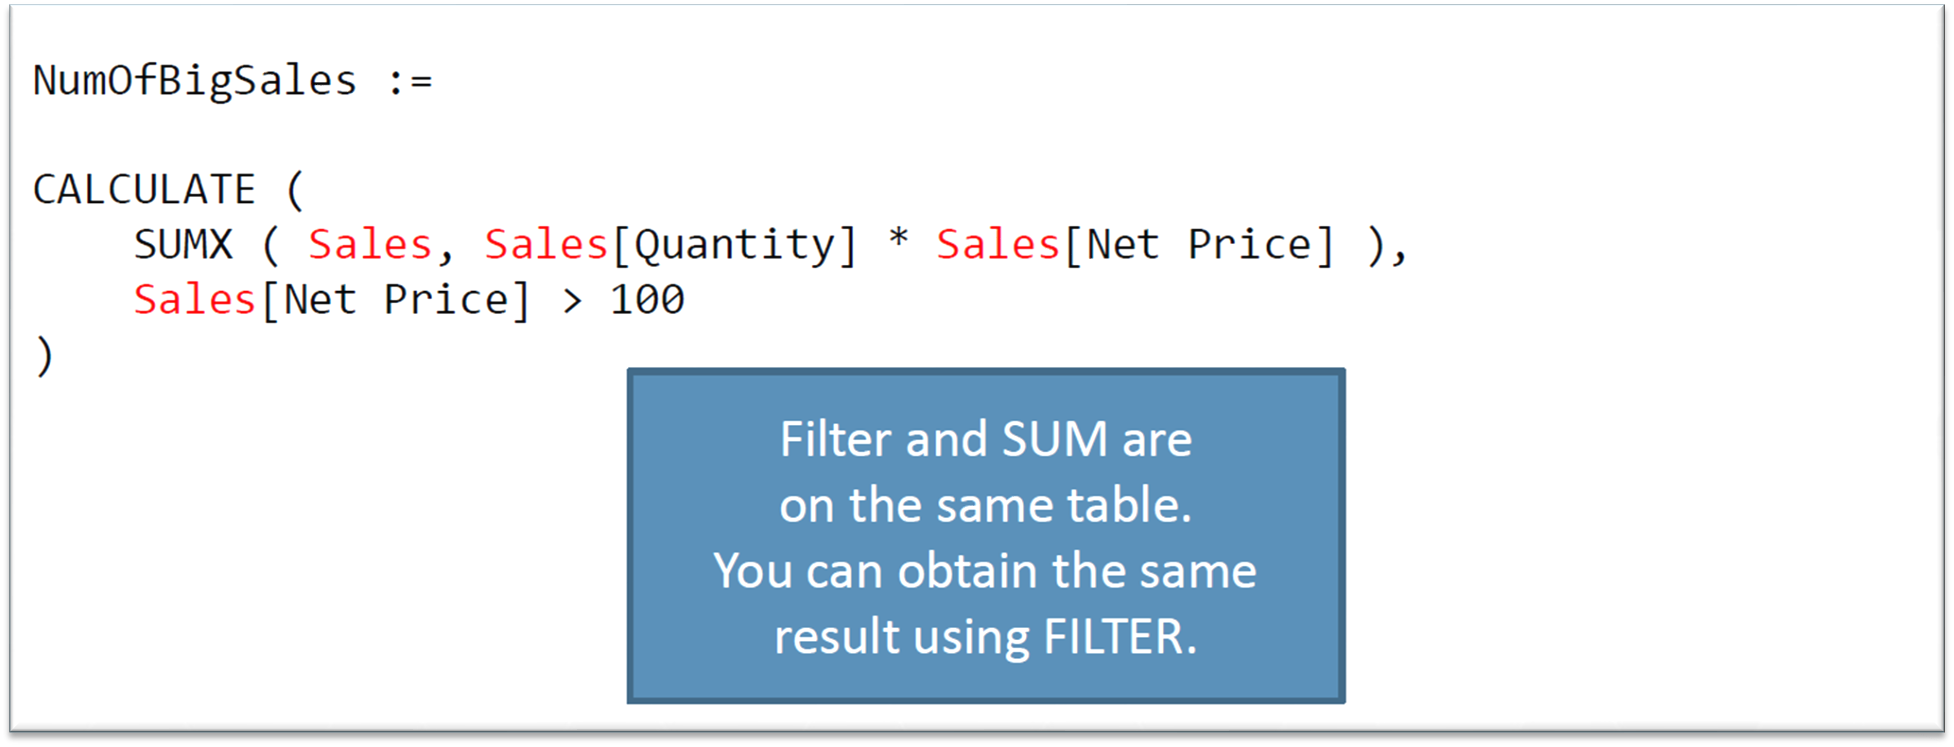 NumOfBigSales :=
CALCULATE (
SUMX ( Sales, Sales[Quantity] * Sales[Net Price] ),
Sales[Net Price] > 100
)
Filter and SUM are
on the same table.
You can obtain the same
result using FILTER.